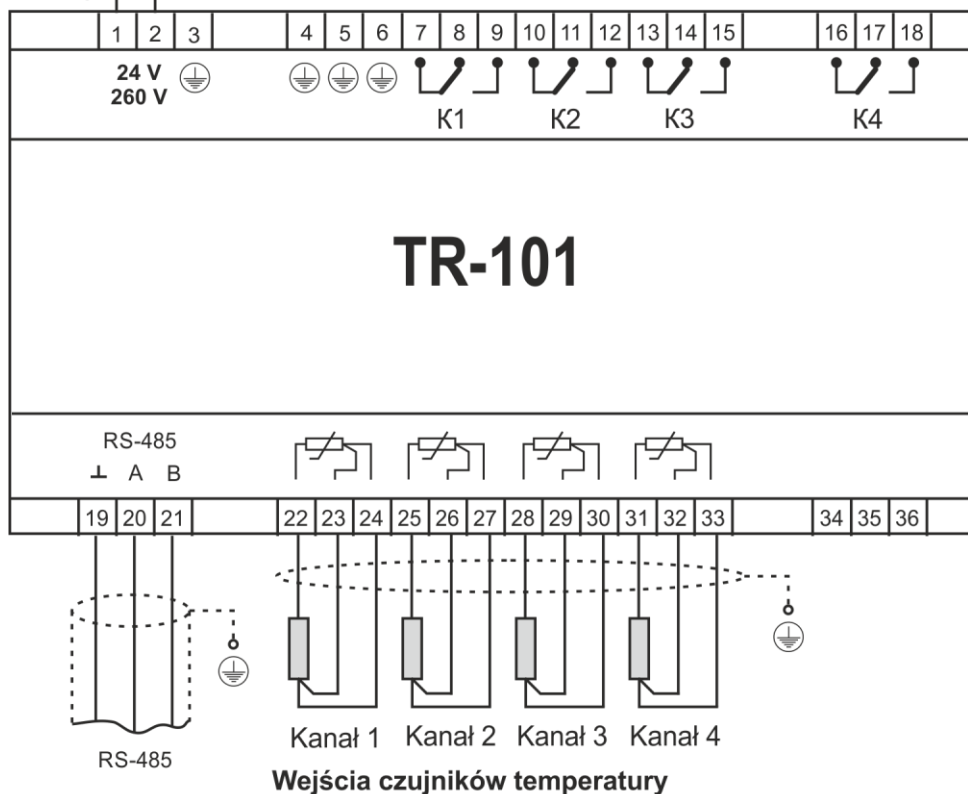 1 2 3 4 5 6 7 8 9 10 11 12 13 14 15 16 17 18
24 V
260 V
K1 K2 K3 K4
TR-101
RS-485
⊥ A B
19 20 21 22 23 24 25 26 27 28 29 30 31 32 33 34 35 36
Kanał 1 Kanał 2 Kanał 3 Kanał 4
RS-485
Wejścia czujników temperatury